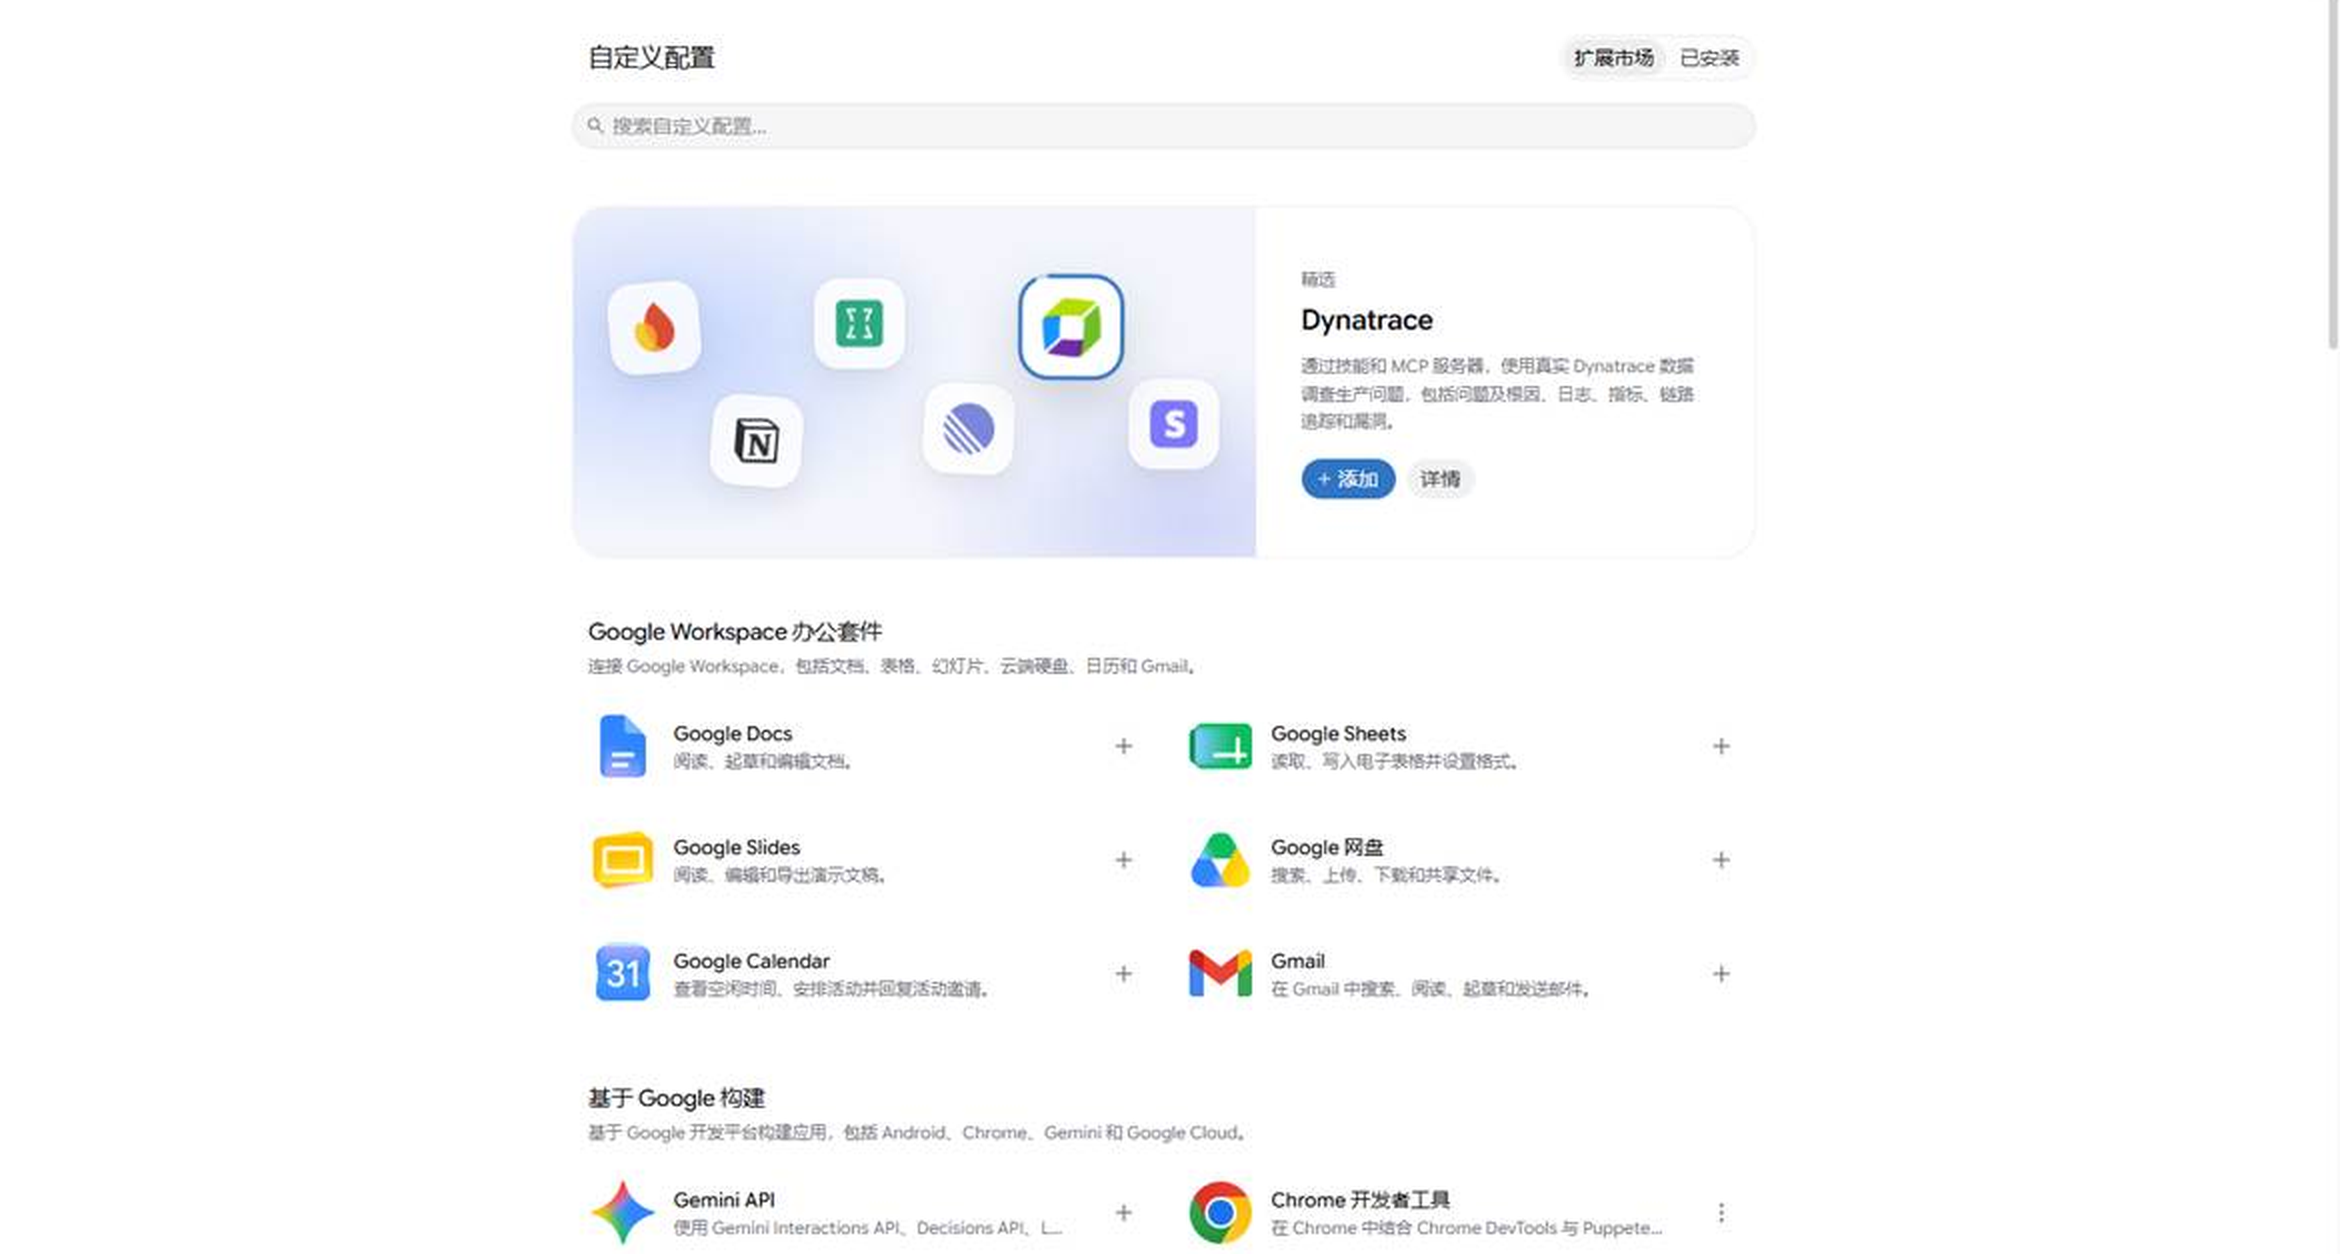 自定义配置
扩展市场 已安装
搜索自定义配置...
精选
Dynatrace
通过技能和 MCP 服务器，使用真实 Dynatrace 数据
调查生产问题，包括问题及根因、日志、指标、链路
追踪和漏洞。
+ 添加 详情
N
S
Google Workspace 办公套件
连接 Google Workspace，包括文档、表格、幻灯片、云端硬盘、日历和 Gmail。
Google Docs
阅读、起草和编辑文档。
Google Sheets
读取、写入电子表格并设置格式。
Google Slides
阅读、编辑和导出演示文稿。
Google 网盘
搜索、上传、下载和共享文件。
31
Google Calendar
查看空闲时间、安排活动并回复活动邀请。
Gmail
在 Gmail 中搜索、阅读、起草和发送邮件。
基于 Google 构建
基于 Google 开发平台构建应用，包括 Android、Chrome、Gemini 和 Google Cloud。
Gemini API
使用 Gemini Interactions API、Decisions API、L...
Chrome 开发者工具
在 Chrome 中结合 Chrome DevTools 与 Puppete...